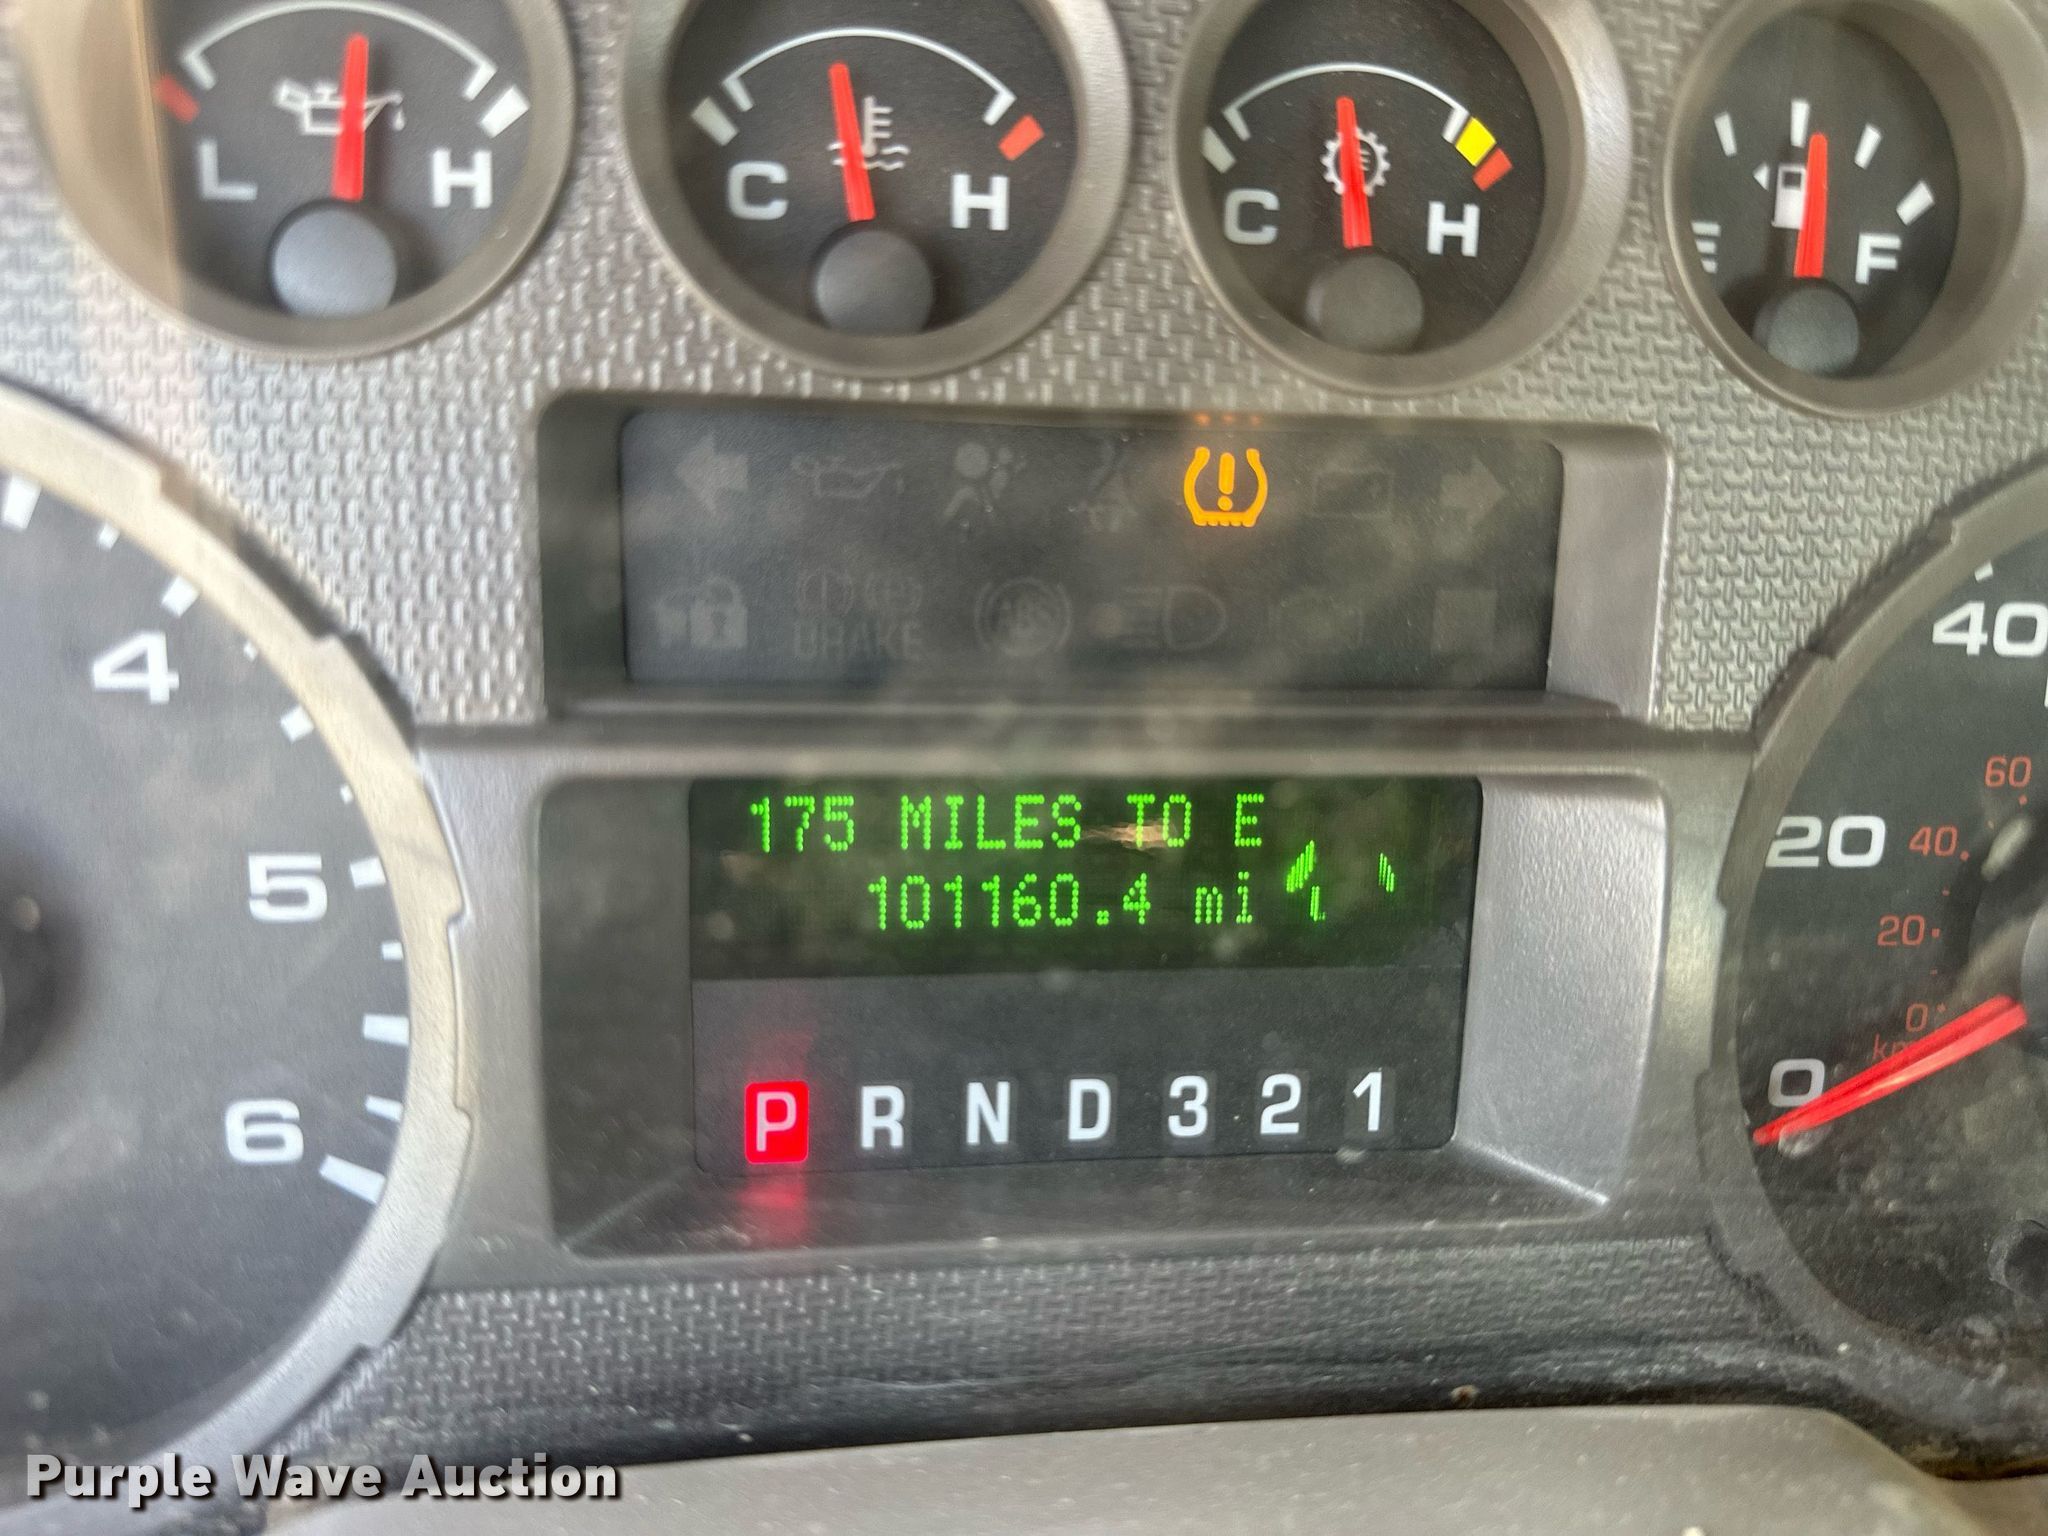 L H
C H
C H
E F
BRAKE ABS
4
5
6
175 MILES TO E
101160.4 mi
P R N D 3 2 1
40
20
0
60
40
20
0
Purple Wave Auction